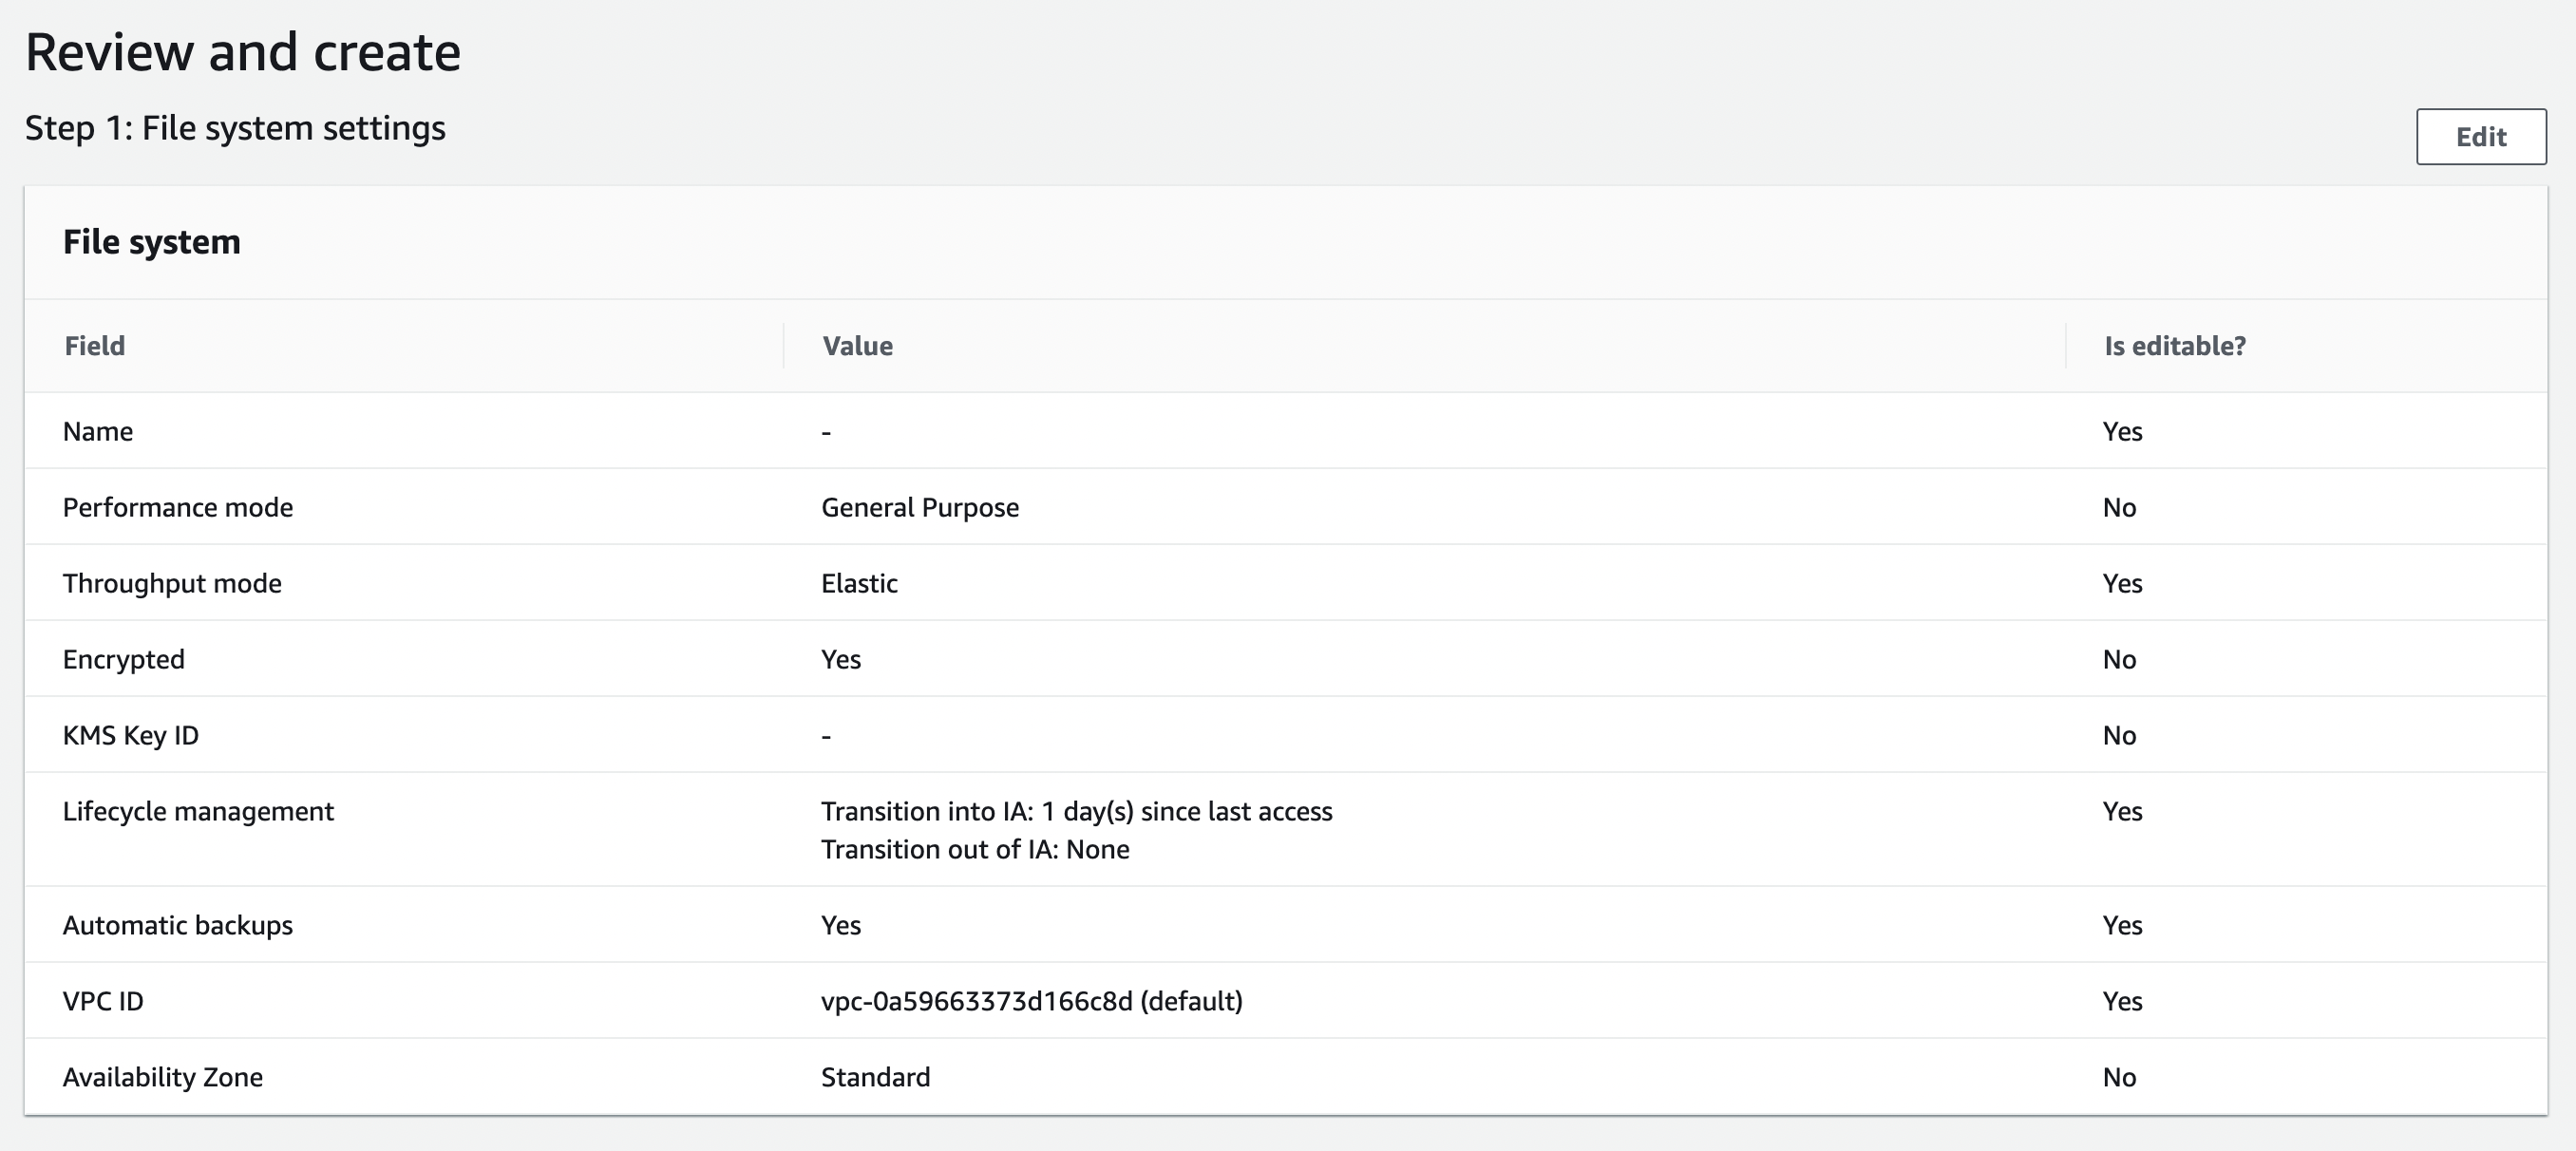 Review and create
Step 1: File system settings
Edit
File system
Field Value Is editable?
Name - Yes
Performance mode General Purpose No
Throughput mode Elastic Yes
Encrypted Yes No
KMS Key ID - No
Lifecycle management Transition into IA: 1 day(s) since last access Yes
Transition out of IA: None
Automatic backups Yes Yes
VPC ID vpc-0a59663373d166c8d (default) Yes
Availability Zone Standard No